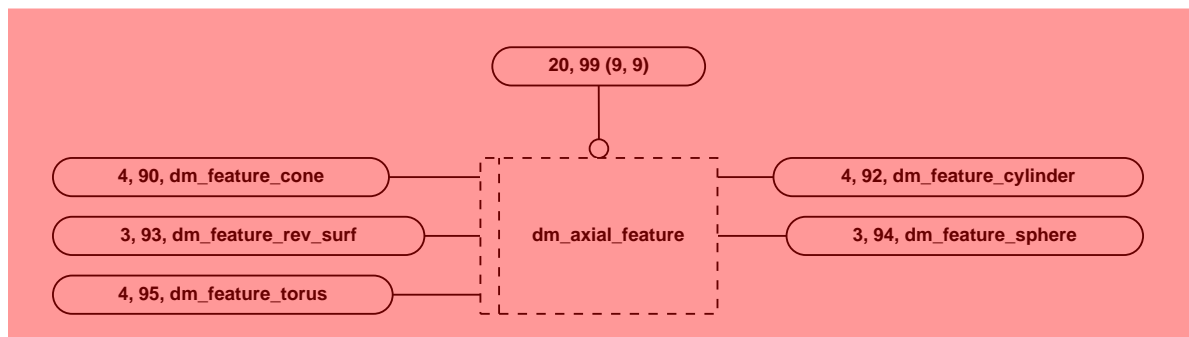 20, 99 (9, 9)
4, 90, dm_feature_cone
4, 92, dm_feature_cylinder
3, 93, dm_feature_rev_surf
dm_axial_feature
3, 94, dm_feature_sphere
4, 95, dm_feature_torus